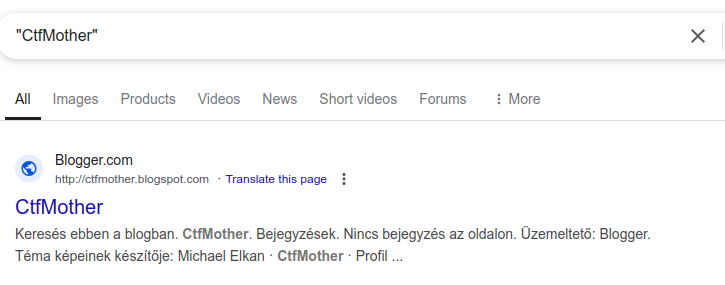 "CtfMother"
All Images Products Videos News Short videos Forums More
Blogger.com
http://ctfmother.blogspot.com · Translate this page
CtfMother
Keresés ebben a blogban. CtfMother. Bejegyzések. Nincs bejegyzés az oldalon. Üzemeltető: Blogger.
Téma képeinek készítője: Michael Elkan · CtfMother · Profil ...